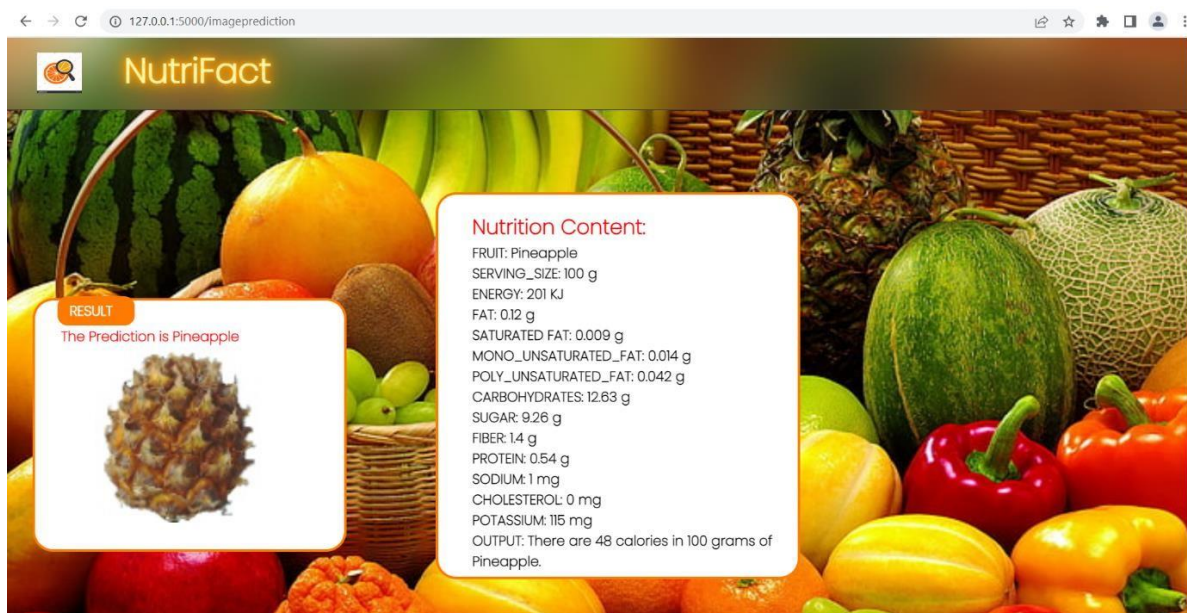 127.0.0.1:5000/imageprediction
NutriFact
RESULT
The Prediction is Pineapple
Nutrition Content:
FRUIT: Pineapple
SERVING_SIZE: 100 g
ENERGY: 201 KJ
FAT: 0.12 g
SATURATED FAT: 0.009 g
MONO_UNSATURATED_FAT: 0.014 g
POLY_UNSATURATED_FAT: 0.042 g
CARBOHYDRATES: 12.63 g
SUGAR: 9.26 g
FIBER: 1.4 g
PROTEIN: 0.54 g
SODIUM: 1 mg
CHOLESTEROL: 0 mg
POTASSIUM: 115 mg
OUTPUT: There are 48 calories in 100 grams of
Pineapple.